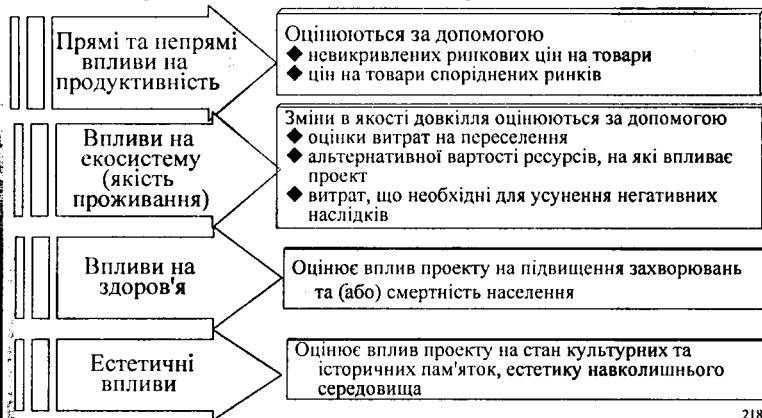 Прямі та непрямі
впливи на
продуктивність
Оцінюються за допомогою
◆ невикривлених ринкових цін на товари
◆ цін на товари споріднених ринків
Впливи на
екосистему
(якість
проживання)
Зміни в якості довкілля оцінюються за допомогою
◆ оцінки витрат на переселення
◆ альтернативної вартості ресурсів, на які впливає
проект
◆ витрат, що необхідні для усунення негативних
наслідків
Впливи на
здоров'я
Оцінює вплив проекту на підвищення захворювань
та (або) смертність населення
Естетичні
впливи
Оцінює вплив проекту на стан культурних та
історичних пам'яток, естетику навколишнього
середовища
218